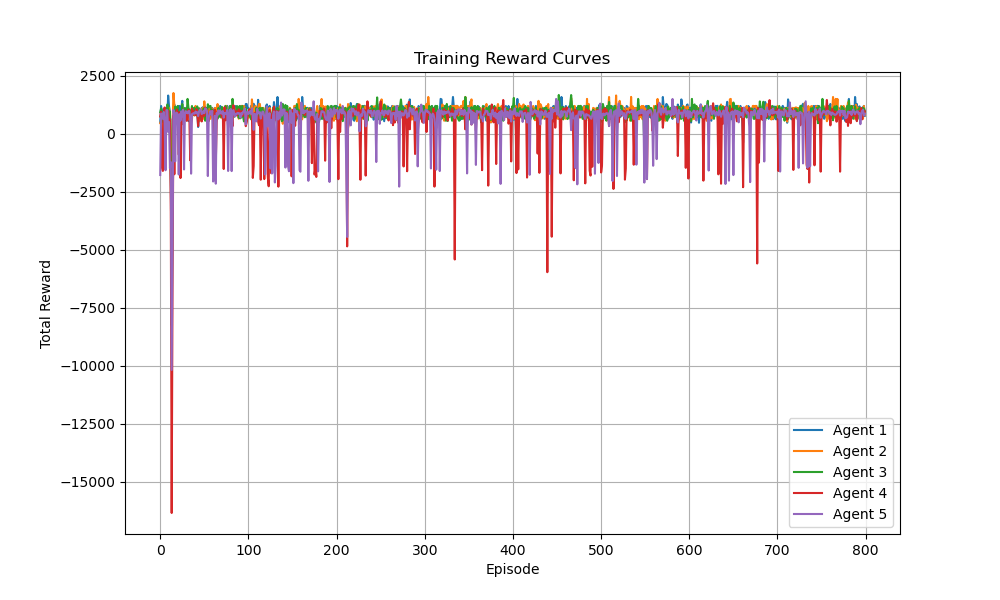 Training Reward Curves
2500
0
−2500
−5000
−7500
−10000
−12500
−15000
Total Reward
0 100 200 300 400 500 600 700 800
Episode
Agent 1
Agent 2
Agent 3
Agent 4
Agent 5